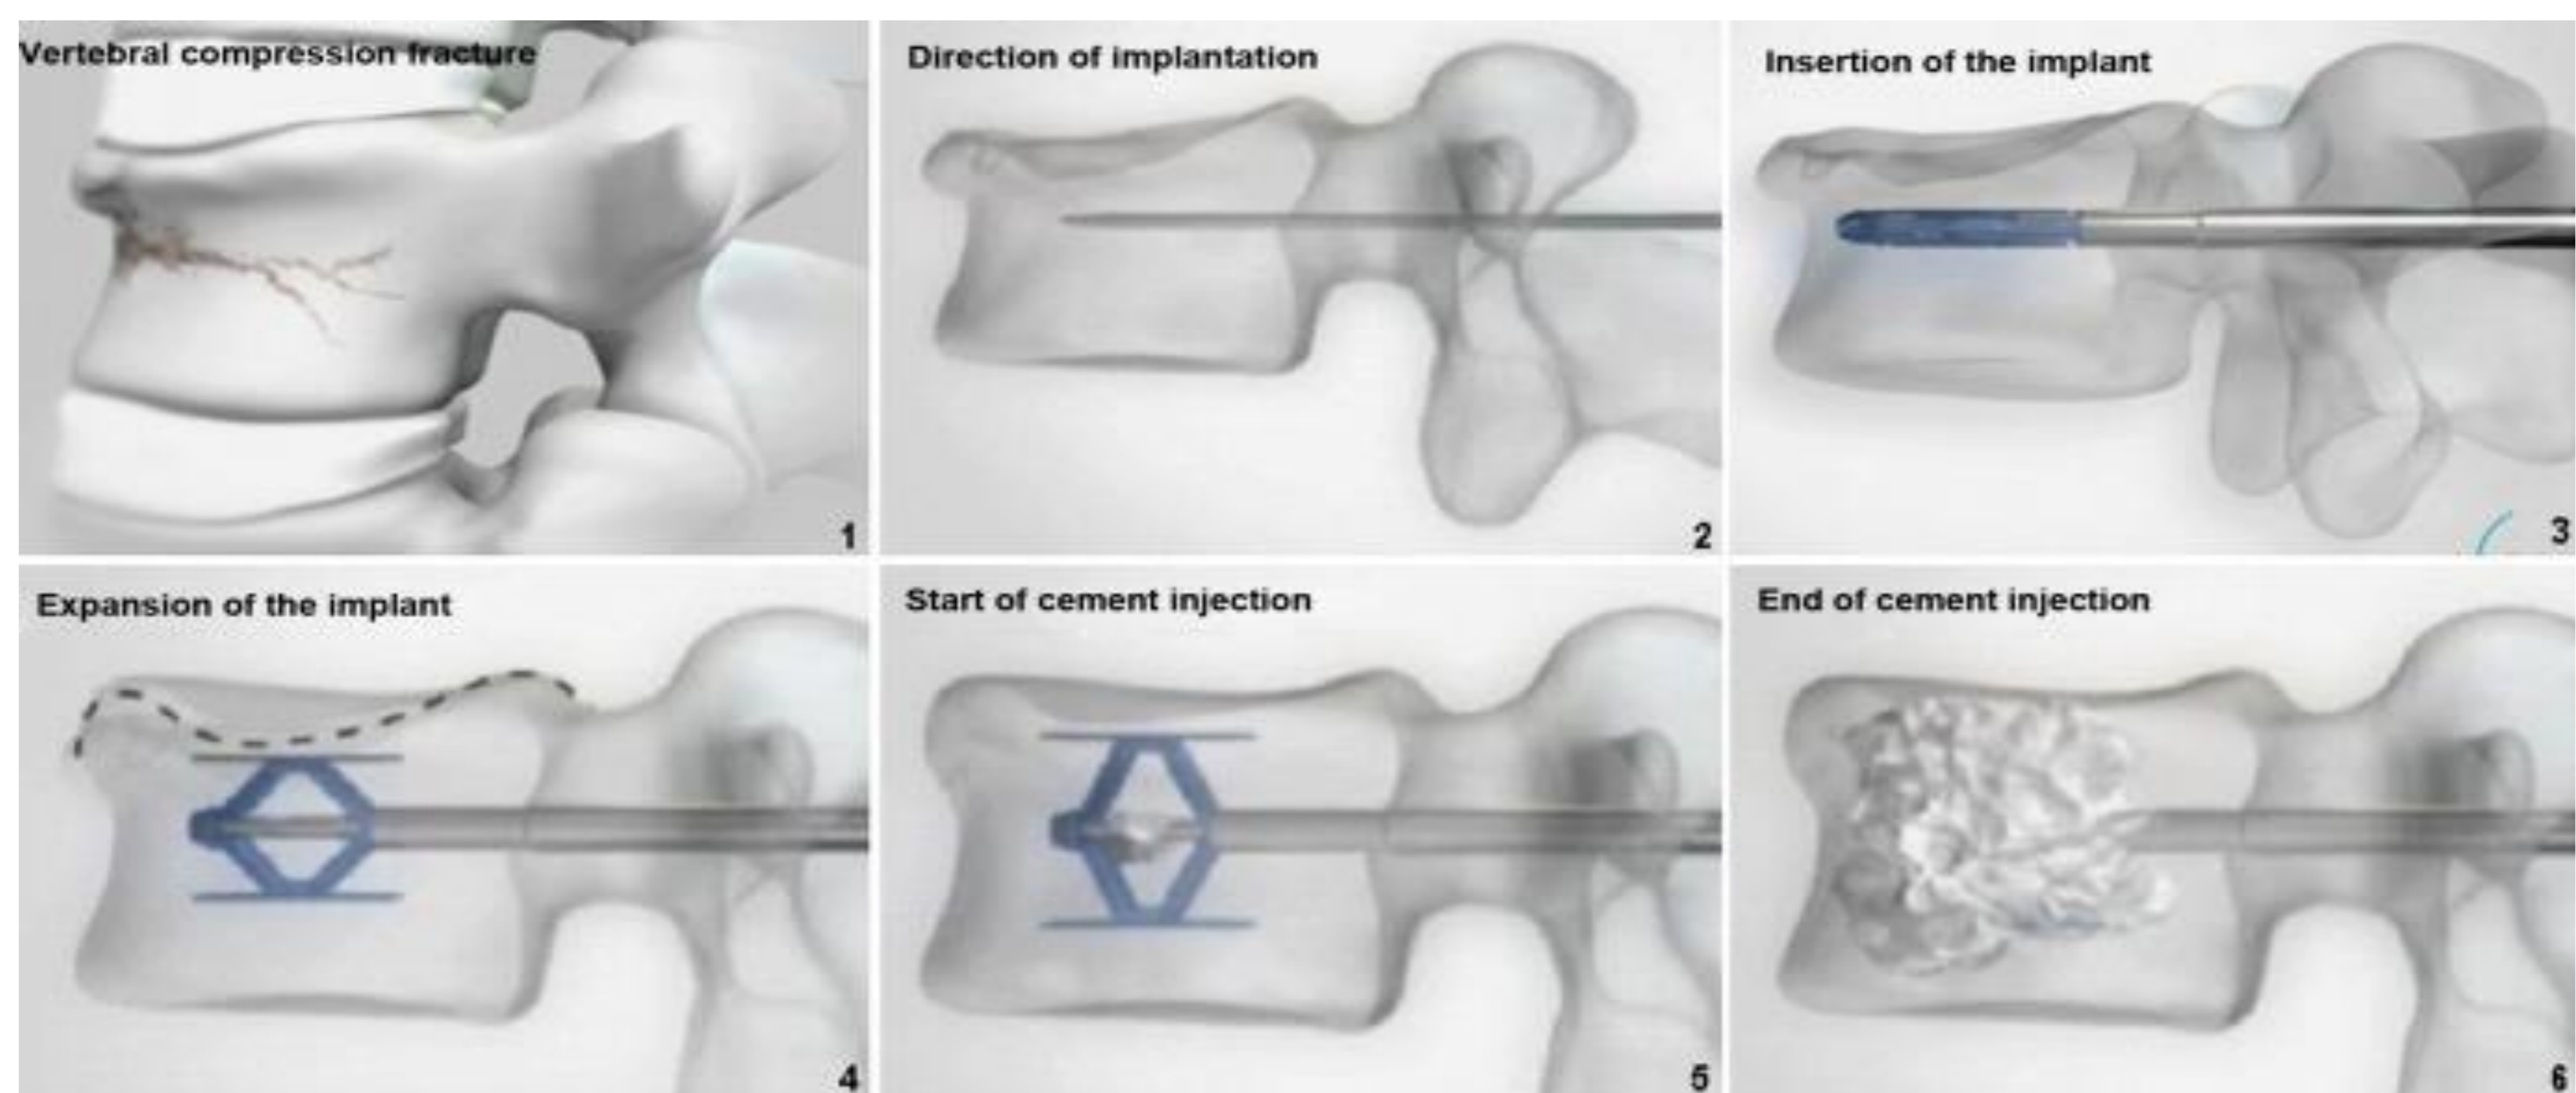 Vertebral compression fracture
1
Direction of implantation
2
Insertion of the implant
3
Expansion of the implant
4
Start of cement injection
5
End of cement injection
6